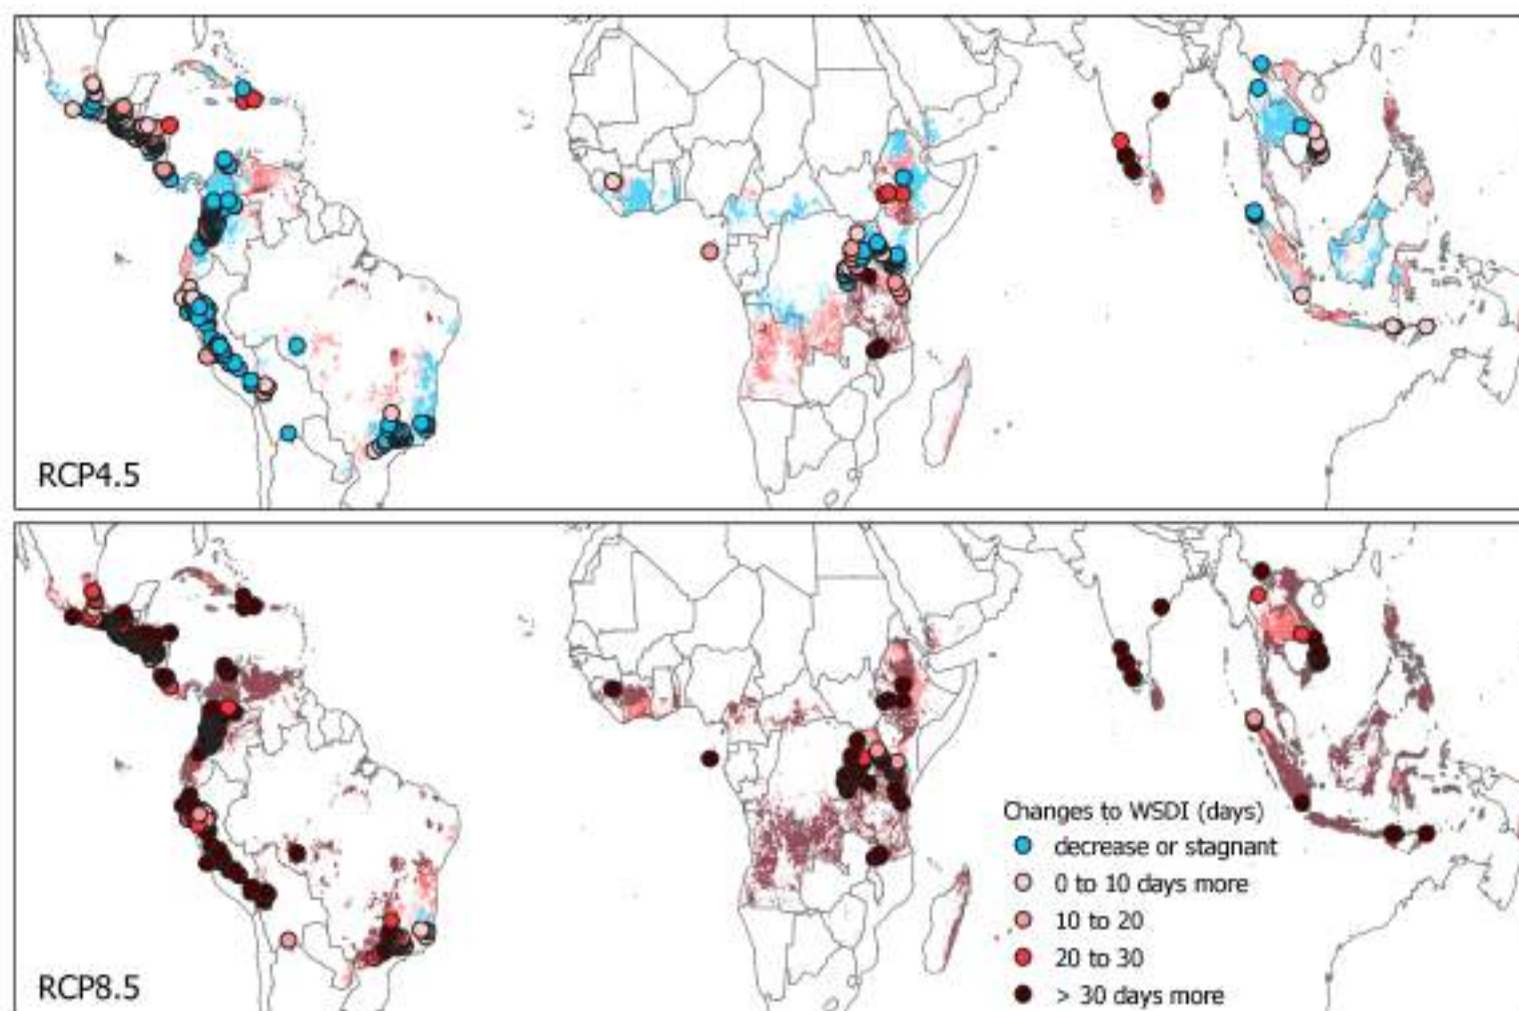 RCP4.5
Changes to WSDI (days)
decrease or stagnant
0 to 10 days more
10 to 20
20 to 30
> 30 days more
RCP8.5